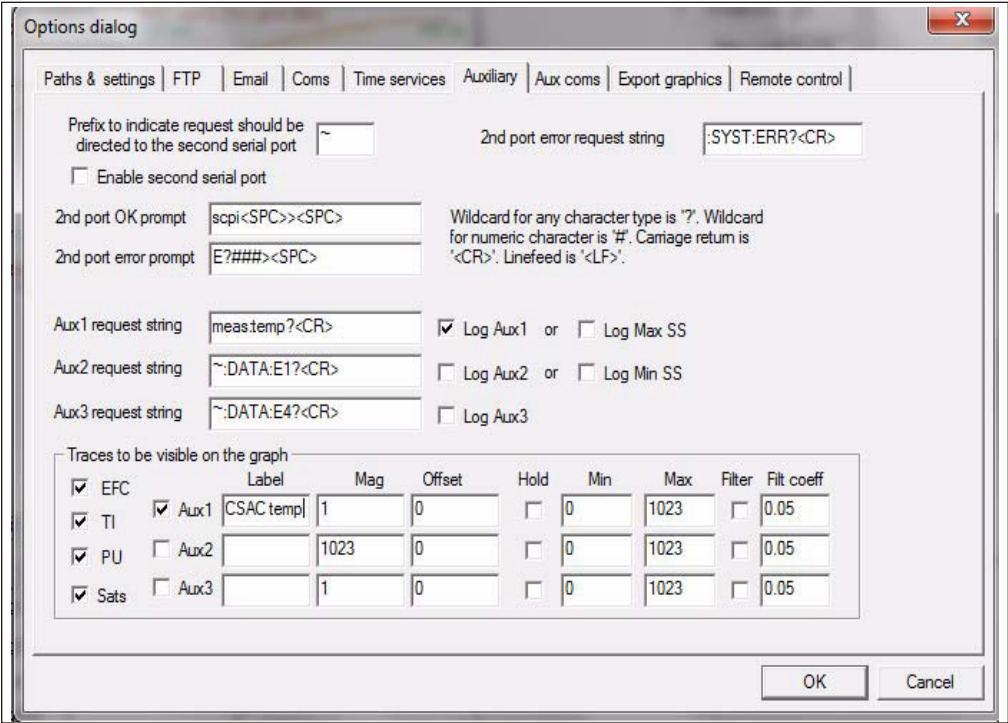 Options dialog
Paths & settings FTP Email Coms Time services Auxiliary Aux coms Export graphics Remote control
Prefix to indicate request should be
directed to the second serial port ~ 2nd port error request string :SYST:ERR?<CR>
Enable second serial port
2nd port OK prompt scpi<SPC>><SPC> Wildcard for any character type is '?'. Wildcard
for numeric character is '#'. Carriage return is
2nd port error prompt E?###><SPC> '<CR>'. Linefeed is '<LF>'.
Aux1 request string meas:temp?<CR> Log Aux1 or Log Max SS
Aux2 request string ~:DATA:E1?<CR> Log Aux2 or Log Min SS
Aux3 request string ~:DATA:E4?<CR> Log Aux3
Traces to be visible on the graph
Label Mag Offset Hold Min Max Filter Filt coeff
EFC
Aux1 CSAC temp 1 0 0 1023 0.05
TI
Aux2 1023 0 0 1023 0.05
PU
Aux3 1 0 0 1023 0.05
Sats
OK Cancel